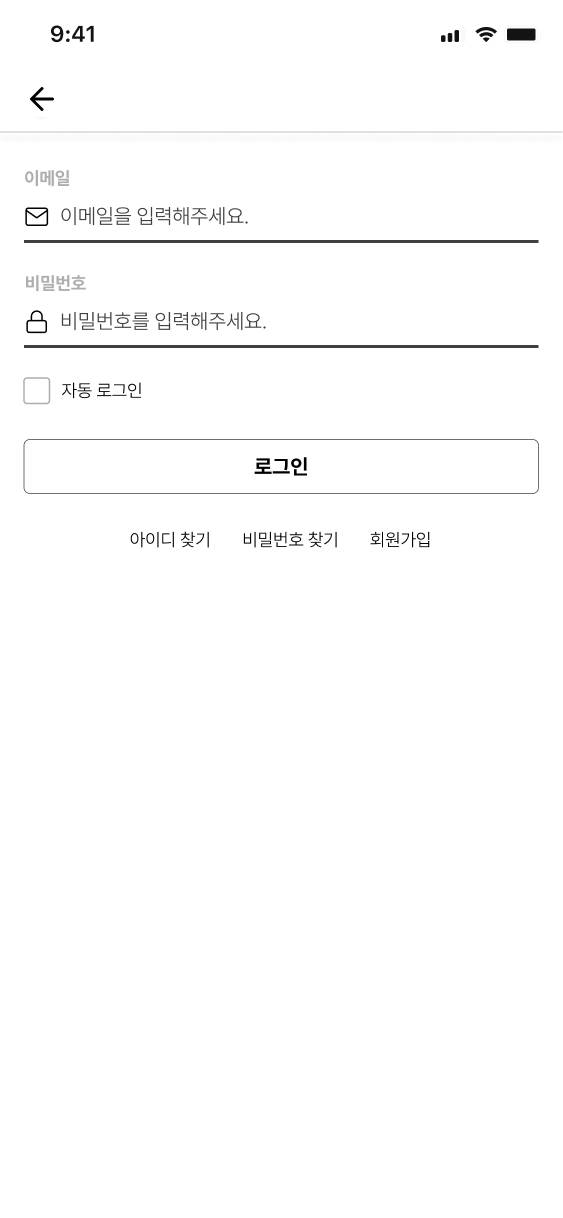 9:41
이메일
이메일을 입력해주세요.
비밀번호
비밀번호를 입력해주세요.
자동 로그인
로그인
아이디 찾기 비밀번호 찾기 회원가입